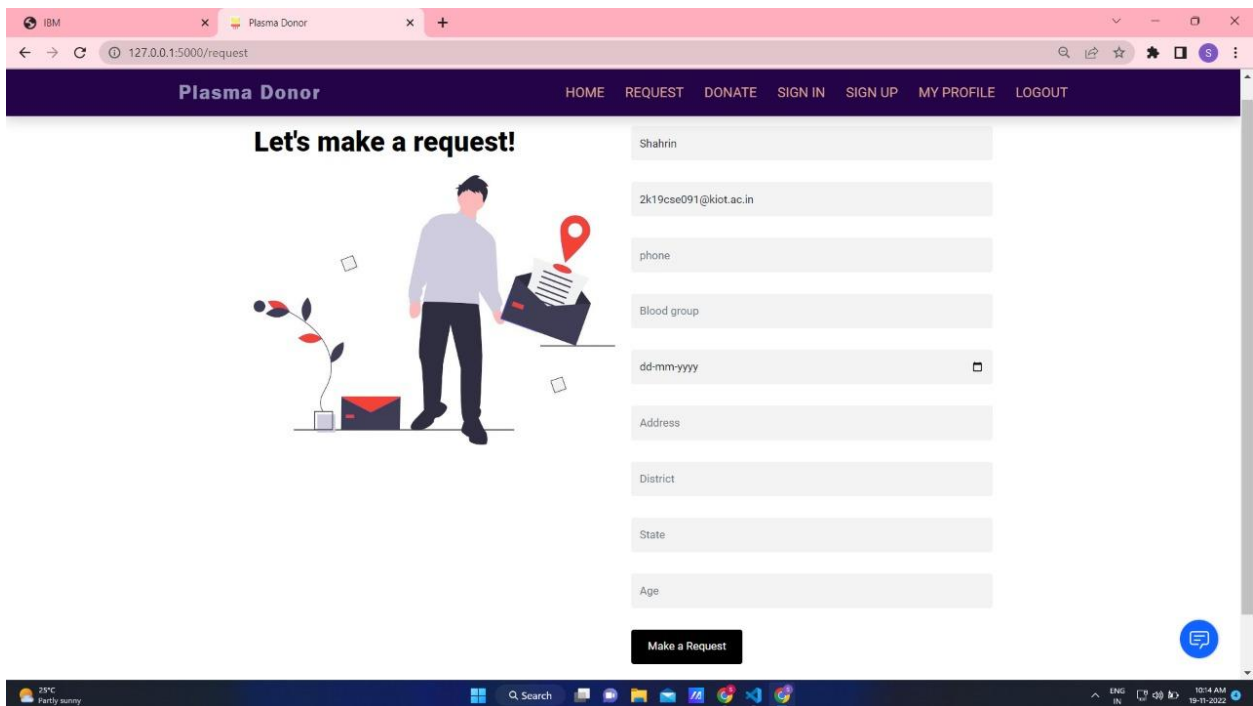 IBM
Plasma Donor
127.0.0.1:5000/request
S
Plasma Donor
HOME REQUEST DONATE SIGN IN SIGN UP MY PROFILE LOGOUT
Let's make a request!
Shahrin
2k19cse091@kiot.ac.in
phone
Blood group
dd-mm-yyyy
Address
District
State
Age
Make a Request
25°C
Partly sunny
Search
ENG
IN
10:14 AM
19-11-2022